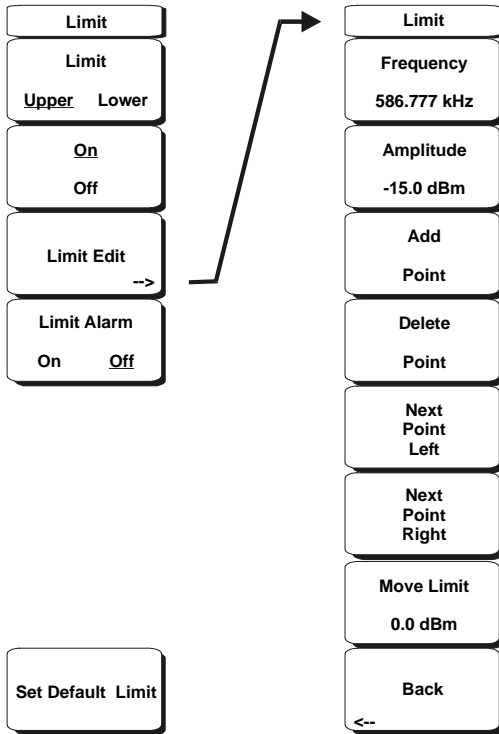 Limit
Limit
Upper Lower
On
Off
Limit Edit
-->
Limit Alarm
On Off
Set Default Limit
Limit
Frequency
586.777 kHz
Amplitude
-15.0 dBm
Add
Point
Delete
Point
Next
Point
Left
Next
Point
Right
Move Limit
0.0 dBm
Back
<--